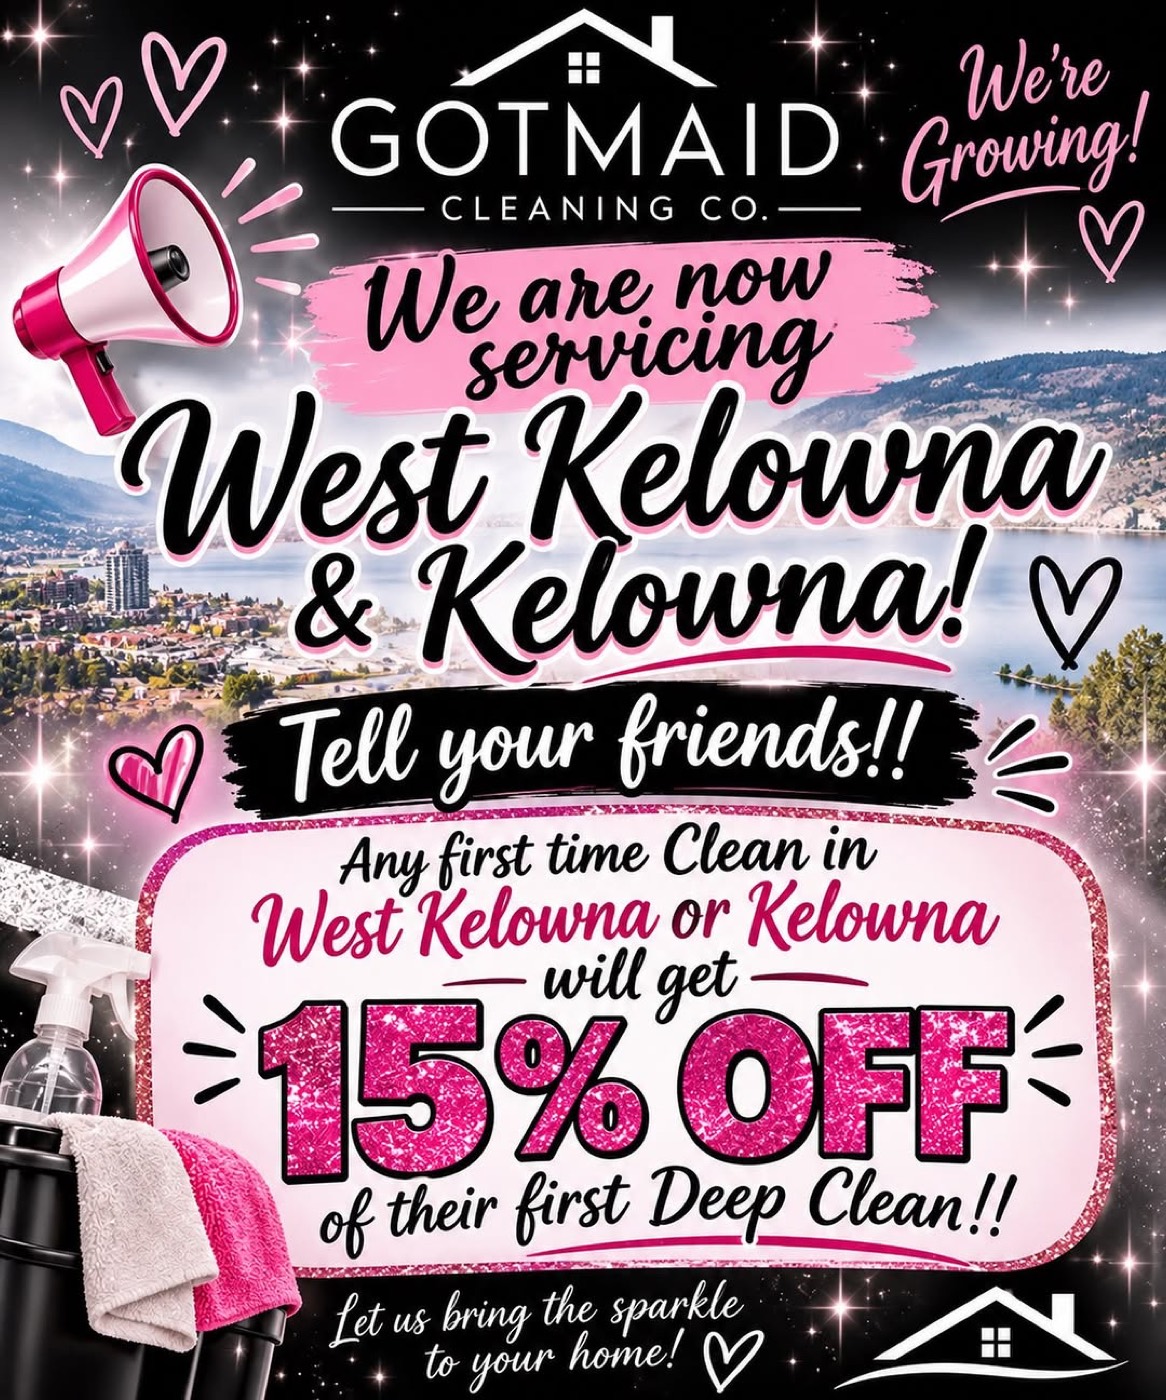 GOTMAID
CLEANING CO.
We're
Growing!
We are now
servicing
West Kelowna
& Kelowna!
Tell your friends!!
Any first time Clean in
West Kelowna or Kelowna
will get
15% OFF
of their first Deep Clean!!
Let us bring the sparkle
to your home!